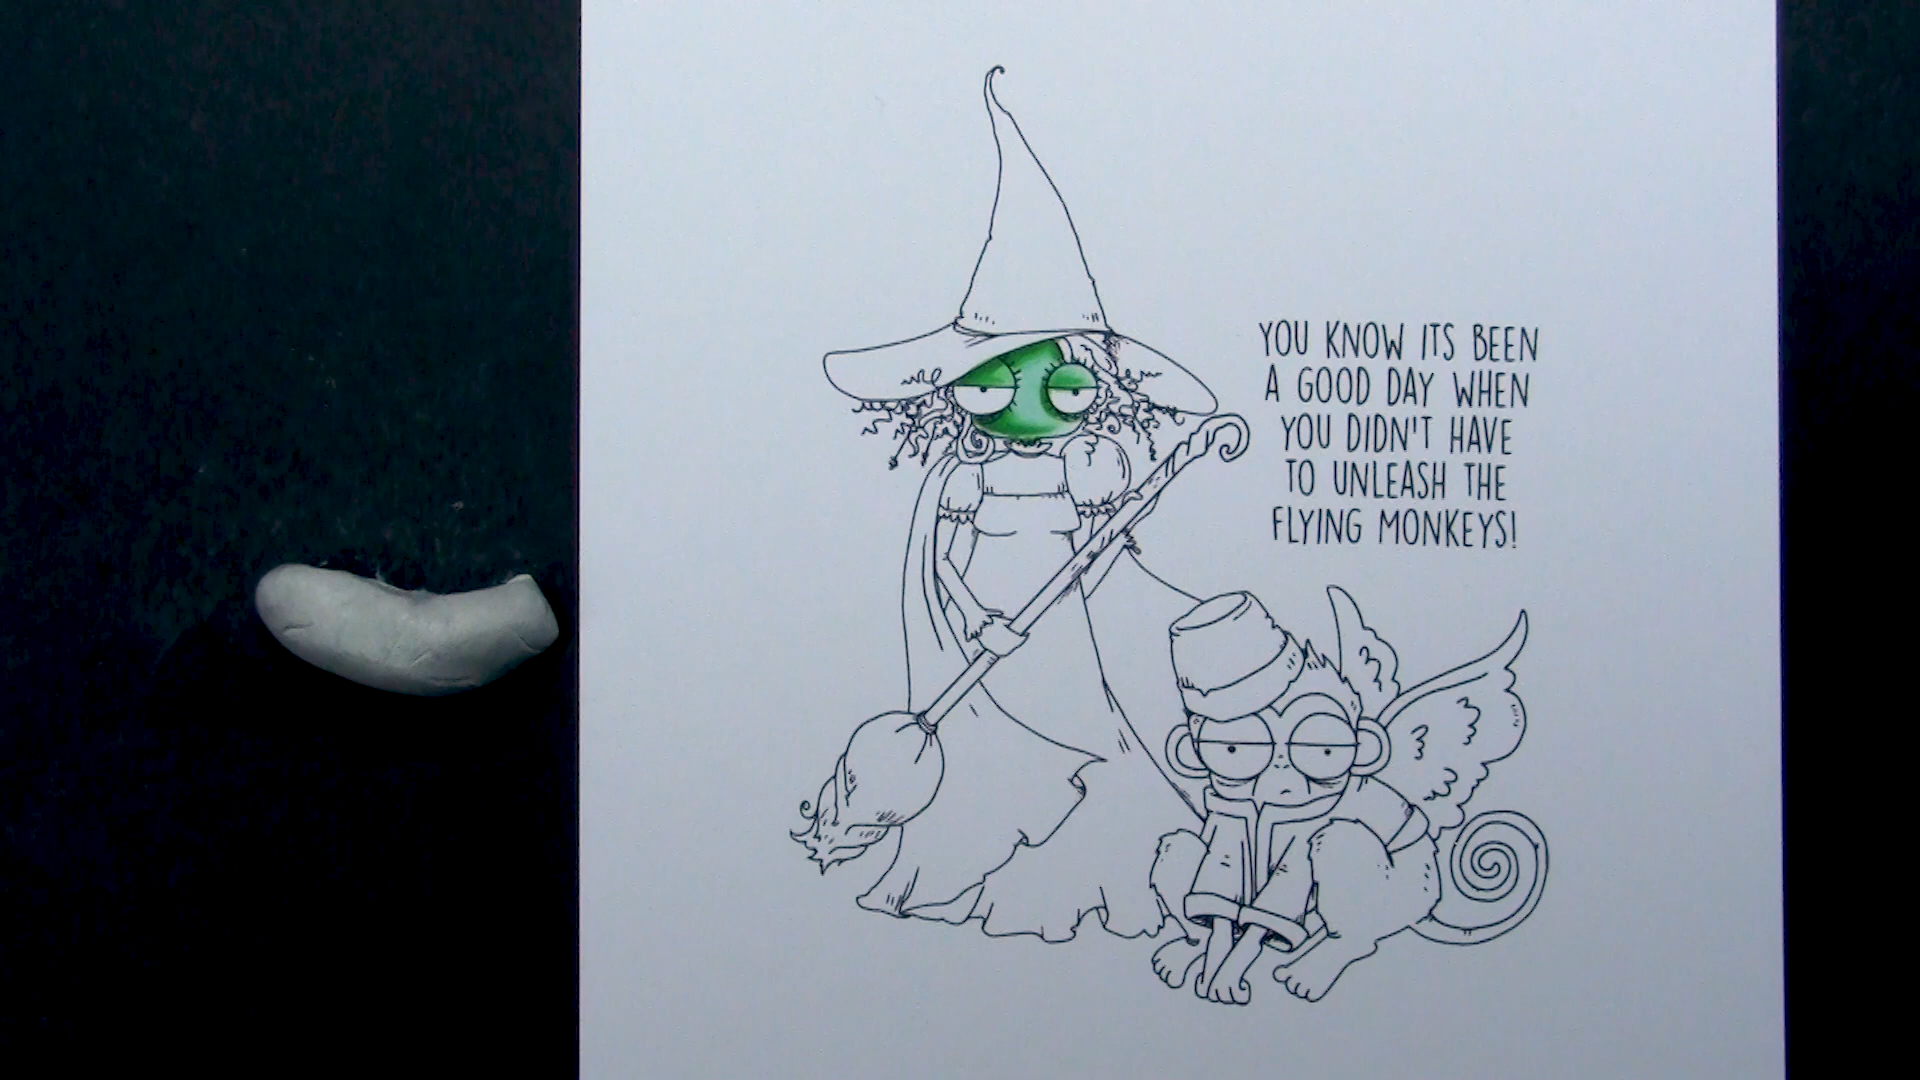 YOU KNOW ITS BEEN
A GOOD DAY WHEN
YOU DIDN'T HAVE
TO UNLEASH THE
FLYING MONKEYS!